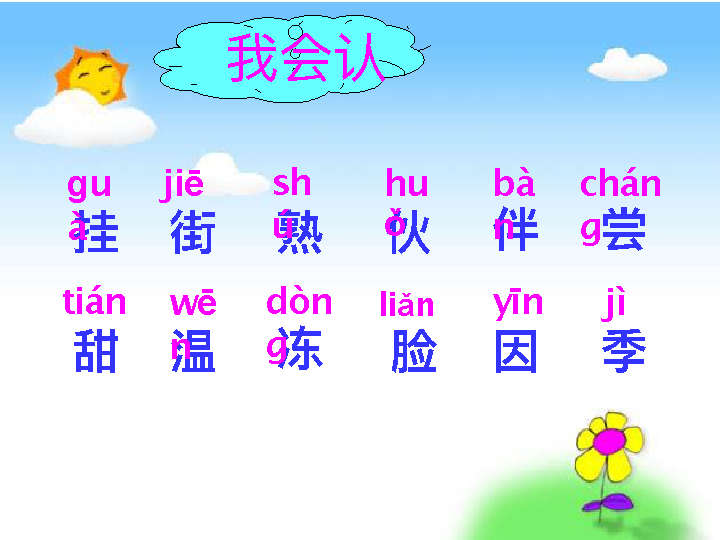 我会认
guà jiē shú huǒ bàn cháng
挂 街 熟 伙 伴 尝
tián wēn dòng liǎn yīn jì
甜 温 冻 脸 因 季